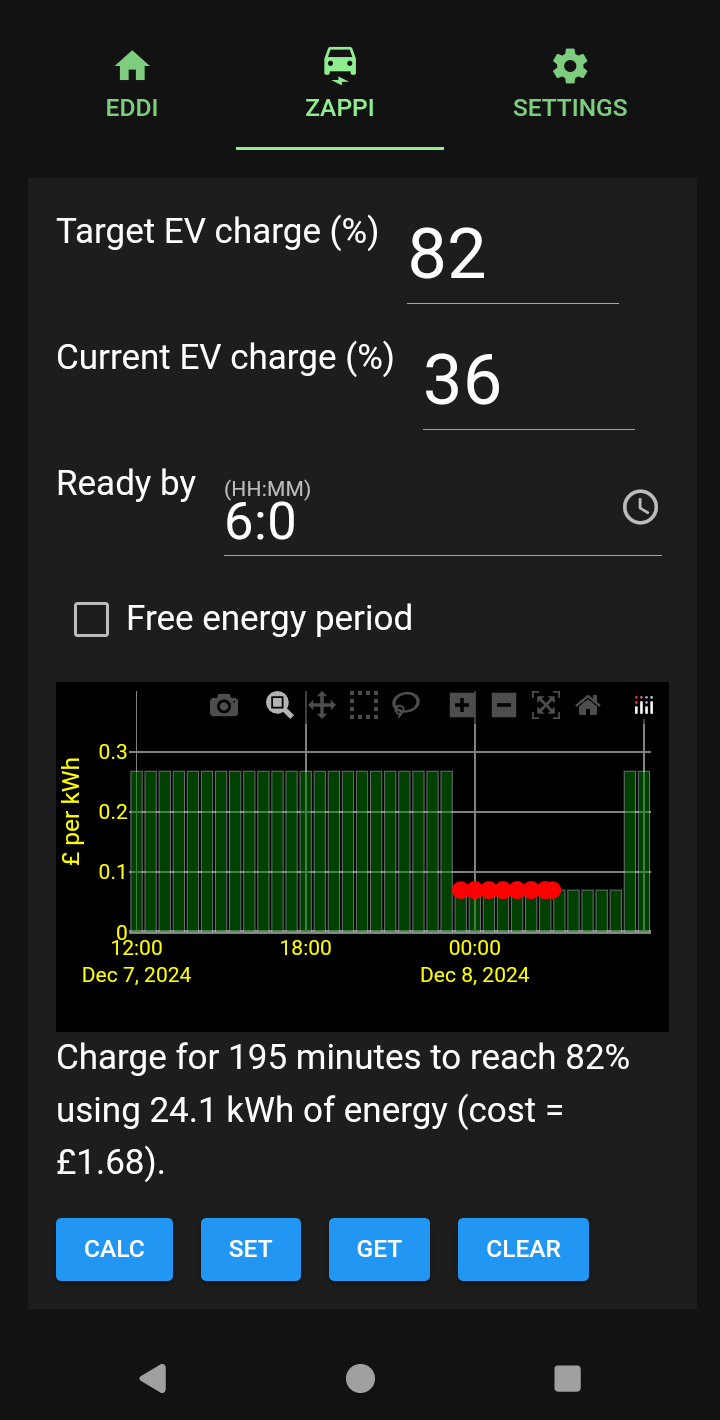 EDDI ZAPPI SETTINGS
Target EV charge (%) 82
Current EV charge (%) 36
Ready by (HH:MM) 6:0
Free energy period
£ per kWh
0.3
0.2
0.1
0
12:00 18:00 00:00
Dec 7, 2024 Dec 8, 2024
Charge for 195 minutes to reach 82%
using 24.1 kWh of energy (cost =
£1.68).
CALC SET GET CLEAR